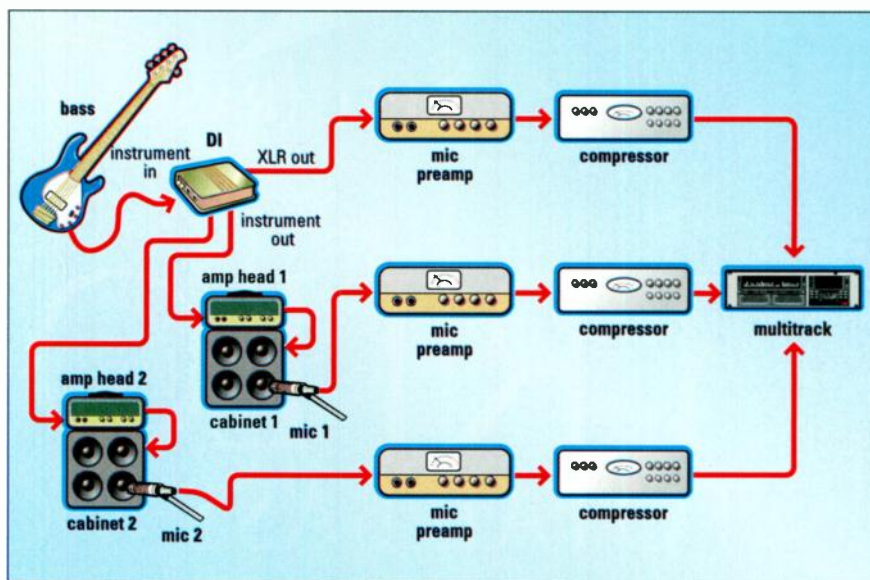 bass
DI
instrument
in
XLR out
instrument
out
mic
preamp
compressor
amp head 1
cabinet 1
mic 1
mic
preamp
compressor
multitrack
amp head 2
cabinet 2
mic 2
mic
preamp
compressor